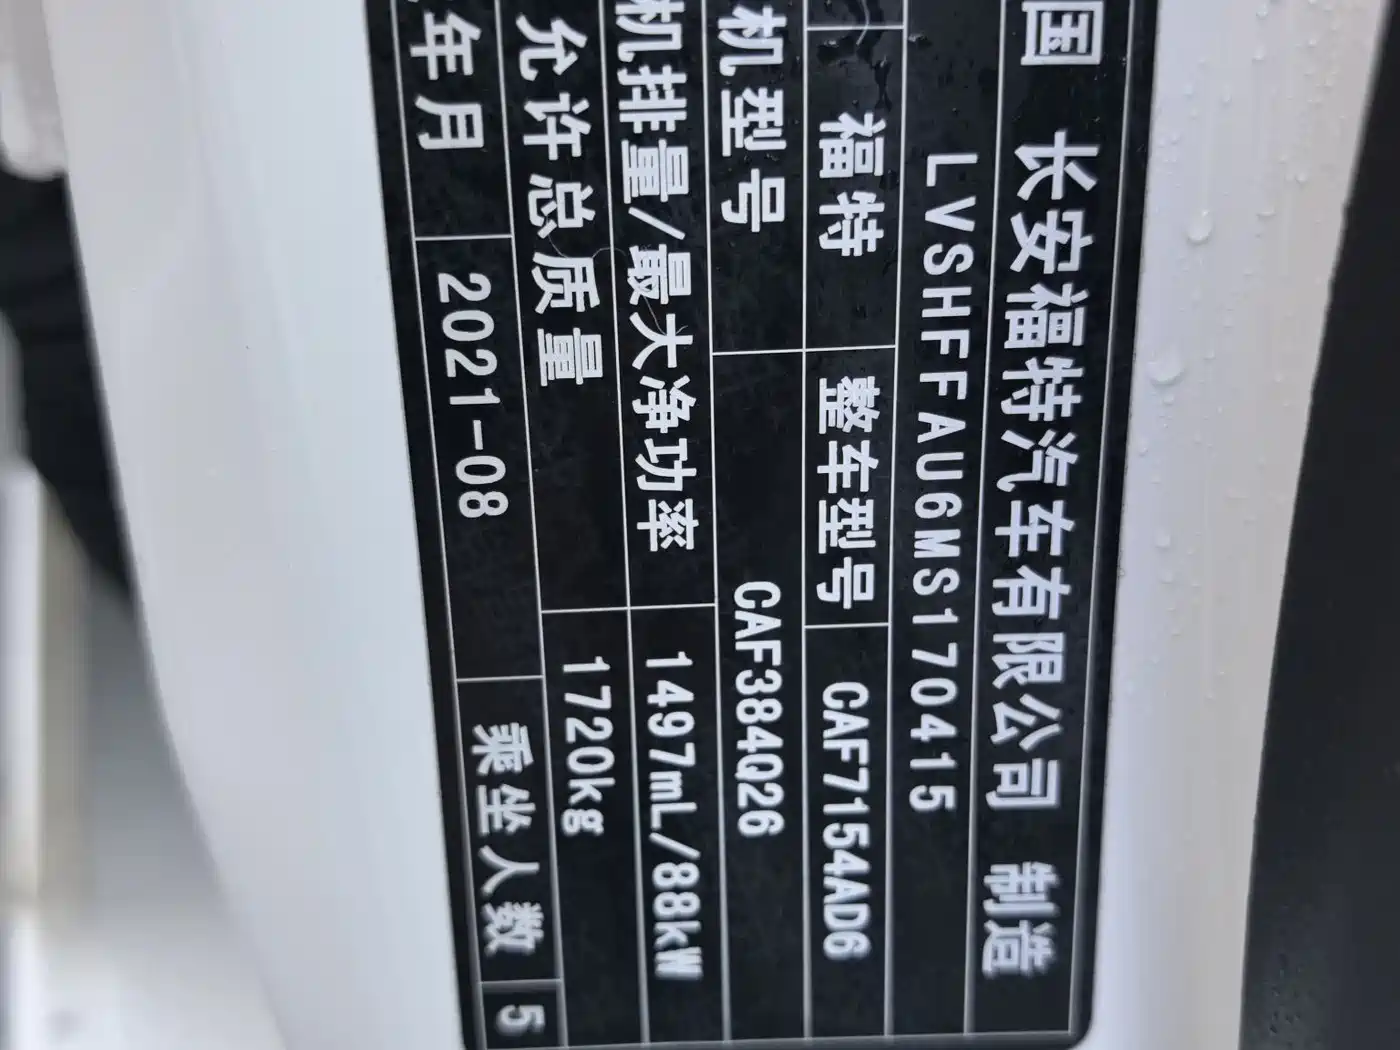 国 长安福特汽车有限公司 制造
LVSHFFAU6MS170415
福特 整车型号 CAF7154AD6
机型号 CAF384Q26
机排量/最大净功率 1497mL/88kW
允许总质量 1720kg
年月 2021-08 乘坐人数 5